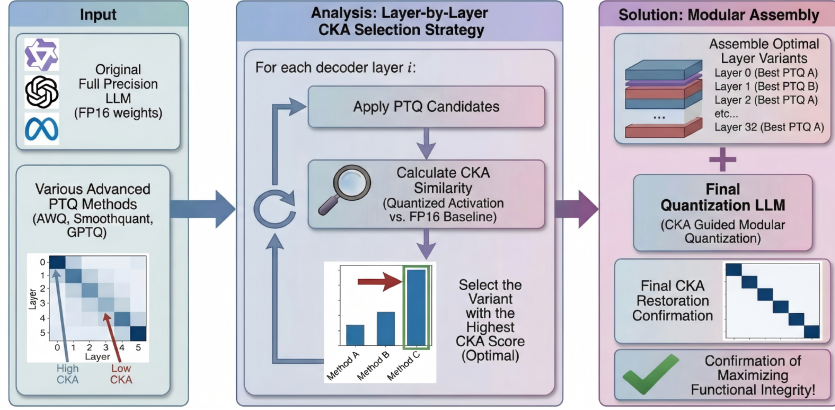 Input
Original
Full Precision
LLM
(FP16 weights)
Various Advanced
PTQ Methods
(AWQ, Smoothquant,
GPTQ)
0
1
2
3
4
5
Layer
0 1 2 3 4 5
Layer
High
CKA
Low
CKA
Analysis: Layer-by-Layer
CKA Selection Strategy
For each decoder layer i:
Apply PTQ Candidates
Calculate CKA
Similarity
(Quantized Activation
vs. FP16 Baseline)
Method A
Method B
Method C
Select the
Variant
with the
Highest
CKA Score
(Optimal)
Solution: Modular Assembly
Assemble Optimal
Layer Variants
Layer 0 (Best PTQ A)
Layer 1 (Best PTQ B)
Layer 2 (Best PTQ A)
etc...
Layer 32 (Best PTQ A)
...
+
Final
Quantization LLM
(CKA Guided Modular
Quantization)
Final CKA
Restoration
Confirmation
Confirmation of
Maximizing
Functional Integrity!